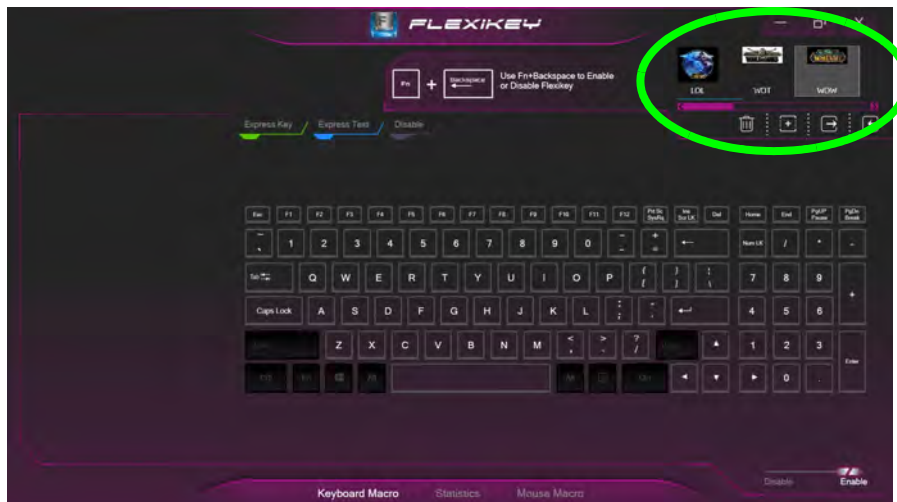 FLEXIKEY
Fn + Backspace
Use Fn+Backspace to Enable
or Disable Flexikey
LOL WOT WOW
Express Key / Express Text / Disable
Esc F1 F2 F3 F4 F5 F6 F7 F8 F9 F10 F11 F12 Prt Sc SysRq Ins Scr LK Del Home End PgUP Pause PgDn Break
1 2 3 4 5 6 7 8 9 0 - _ + = Num LK / * -
Tab Q W E R T Y U I O P { [ } ] | \ 7 8 9 +
Caps Lock A S D F G H J K L : ; 4 5 6
Z X C V B N M < , > . ? / 1 2 3 Enter
Fn Alt Alt Ctrl 0 .
Disable Enable
Keyboard Macro Statistics Mouse Macro